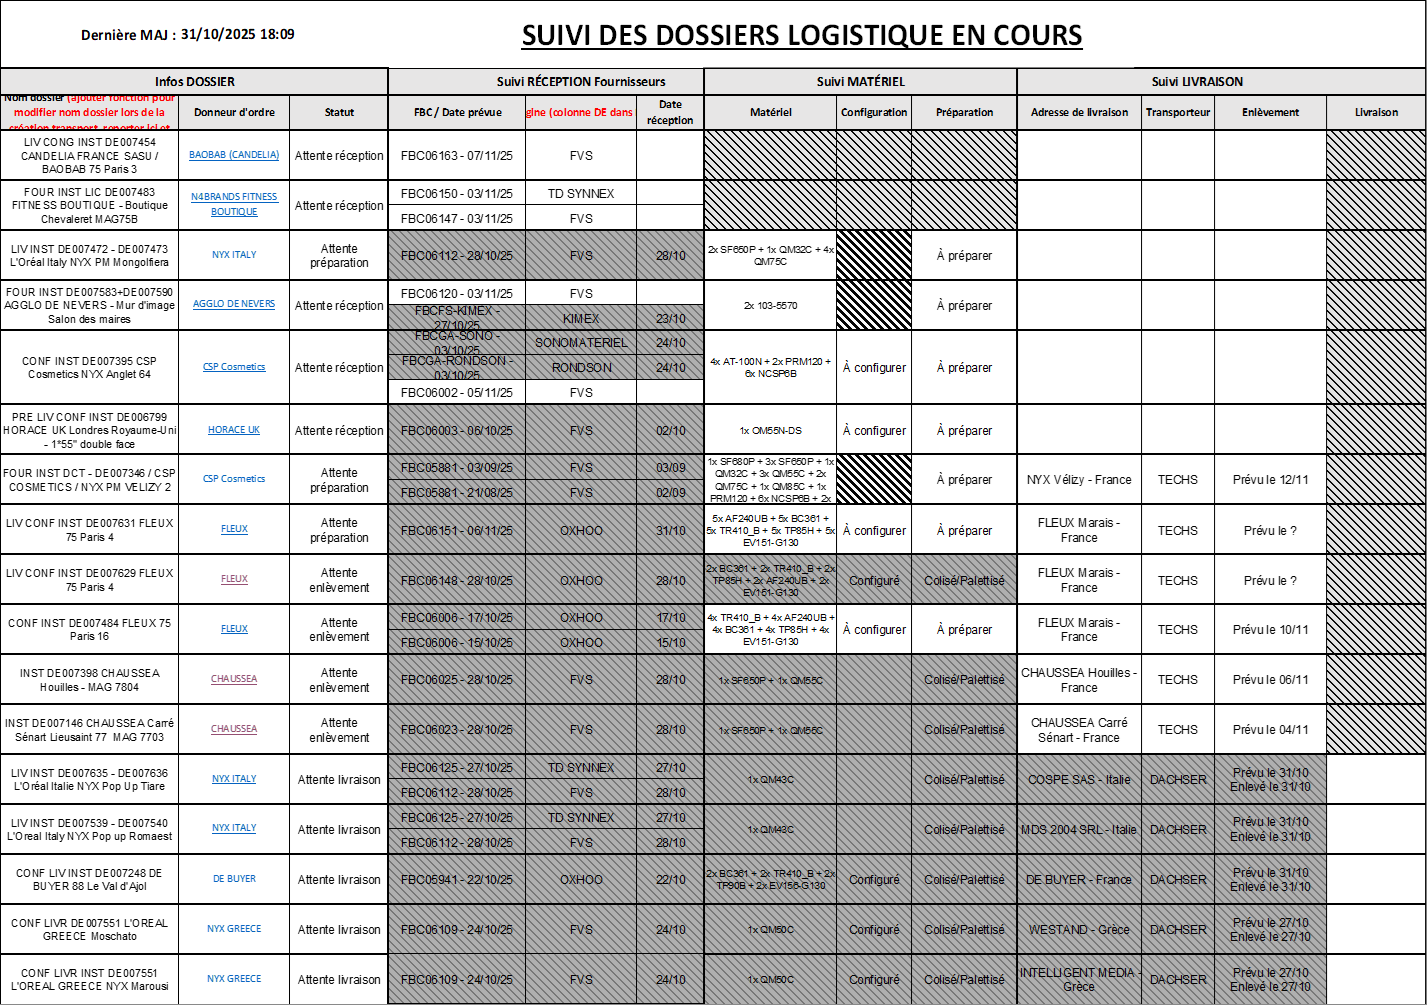 Dernière MAJ : 31/10/2025 18:09
SUIVI DES DOSSIERS LOGISTIQUE EN COURS
Infos DOSSIER
Suivi RÉCEPTION Fournisseurs
Suivi MATÉRIEL
Suivi LIVRAISON
Nom dossier (ajouter fonction pour
modifier nom dossier lors de la
création transport, reporter ici et
Donneur d'ordre
Statut
FBC / Date prévue
gine (colonne DE dans
Date
réception
Matériel
Configuration
Préparation
Adresse de livraison
Transporteur
Enlèvement
Livraison
LIV CONG INST DE007454
CANDELIA FRANCE SASU /
BAOBAB 75 Paris 3
BAOBAB (CANDELIA)
Attente réception
FBC06163 - 07/11/25
FVS
FOUR INST LIC DE007483
FITNESS BOUTIQUE - Boutique
Chevaleret MAG75B
N4BRANDS FITNESS
BOUTIQUE
Attente réception
FBC06150 - 03/11/25
TD SYNNEX
FBC06147 - 03/11/25
FVS
LIV INST DE007472 - DE007473
L'Oréal Italy NYX PM Mongolfiera
NYX ITALY
Attente
préparation
FBC06112 - 28/10/25
FVS
28/10
2x SF650P + 1x QM32C + 4x
QM75C
À préparer
FOUR INST DE007583+DE007590
AGGLO DE NEVERS - Mur d'image
Salon des maires
AGGLO DE NEVERS
Attente réception
FBC06120 - 03/11/25
FVS
FBCFS-KIMEX -
27/10/25
KIMEX
23/10
2x 103-5570
À préparer
CONF INST DE007395 CSP
Cosmetics NYX Anglet 64
CSP Cosmetics
Attente réception
FBCGA-SONO -
03/10/25
SONOMATERIEL
24/10
FBCGA-RONDSON -
03/10/25
RONDSON
24/10
FBC06002 - 05/11/25
FVS
4x AT-100N + 2x PRM120 +
6x NCSP6B
À configurer
À préparer
PRE LIV CONF INST DE006799
HORACE UK Londres Royaume-Uni
- 1*55" double face
HORACE UK
Attente réception
FBC06003 - 06/10/25
FVS
02/10
1x OM55N-DS
À configurer
À préparer
FOUR INST DCT - DE007346 / CSP
COSMETICS / NYX PM VELIZY 2
CSP Cosmetics
Attente
préparation
FBC05881 - 03/09/25
FVS
03/09
FBC05881 - 21/08/25
FVS
02/09
1x SF680P + 3x SF650P + 1x
QM32C + 3x QM55C + 2x
QM75C + 1x QM85C + 1x
PRM120 + 6x NCSP6B + 2x
À préparer
NYX Vélizy - France
TECHS
Prévu le 12/11
LIV CONF INST DE007631 FLEUX
75 Paris 4
FLEUX
Attente
préparation
FBC06151 - 06/11/25
OXHOO
31/10
5x AF240UB + 5x BC361 +
5x TR410_B + 5x TP85H + 5x
EV151-G130
À configurer
À préparer
FLEUX Marais -
France
TECHS
Prévu le ?
LIV CONF INST DE007629 FLEUX
75 Paris 4
FLEUX
Attente
enlèvement
FBC06148 - 28/10/25
OXHOO
28/10
2x BC361 + 2x TR410_B + 2x
TP85H + 2x AF240UB + 2x
EV151-G130
Configuré
Colisé/Palettisé
FLEUX Marais -
France
TECHS
Prévu le ?
CONF INST DE007484 FLEUX 75
Paris 16
FLEUX
Attente
enlèvement
FBC06006 - 17/10/25
OXHOO
17/10
FBC06006 - 15/10/25
OXHOO
15/10
4x TR410_B + 4x AF240UB +
4x BC361 + 4x TP85H + 4x
EV151-G130
À configurer
À préparer
FLEUX Marais -
France
TECHS
Prévu le 10/11
INST DE007398 CHAUSSEA
Houilles - MAG 7804
CHAUSSEA
Attente
enlèvement
FBC06025 - 28/10/25
FVS
28/10
1x SF650P + 1x QM55C
Colisé/Palettisé
CHAUSSEA Houilles -
France
TECHS
Prévu le 06/11
INST DE007146 CHAUSSEA Carré
Sénart Lieusaint 77 MAG 7703
CHAUSSEA
Attente
enlèvement
FBC06023 - 28/10/25
FVS
28/10
1x SF650P + 1x QM55C
Colisé/Palettisé
CHAUSSEA Carré
Sénart - France
TECHS
Prévu le 04/11
LIV INST DE007635 - DE007636
L'Oréal Italie NYX Pop Up Tiare
NYX ITALY
Attente livraison
FBC06125 - 27/10/25
TD SYNNEX
27/10
FBC06112 - 28/10/25
FVS
28/10
1x QM43C
Colisé/Palettisé
COSPE SAS - Italie
DACHSER
Prévu le 31/10
Enlevé le 31/10
LIV INST DE007539 - DE007540
L'Oreal Italy NYX Pop up Romaest
NYX ITALY
Attente livraison
FBC06125 - 27/10/25
TD SYNNEX
27/10
FBC06112 - 28/10/25
FVS
28/10
1x QM43C
Colisé/Palettisé
MDS 2004 SRL - Italie
DACHSER
Prévu le 31/10
Enlevé le 31/10
CONF LIV INST DE007248 DE
BUYER 88 Le Val d'Ajol
DE BUYER
Attente livraison
FBC05941 - 22/10/25
OXHOO
22/10
2x BC361 + 2x TR410_B + 2x
TP90B + 2x EV156-G130
Configuré
Colisé/Palettisé
DE BUYER - France
DACHSER
Prévu le 31/10
Enlevé le 31/10
CONF LIVR DE007551 L'OREAL
GREECE Moschato
NYX GREECE
Attente livraison
FBC06109 - 24/10/25
FVS
24/10
1x QM50C
Configuré
Colisé/Palettisé
WESTAND - Grèce
DACHSER
Prévu le 27/10
Enlevé le 27/10
CONF LIVR INST DE007551
L'OREAL GREECE NYX Marousi
NYX GREECE
Attente livraison
FBC06109 - 24/10/25
FVS
24/10
1x QM50C
Configuré
Colisé/Palettisé
INTELLIGENT MEDIA -
Grèce
DACHSER
Prévu le 27/10
Enlevé le 27/10